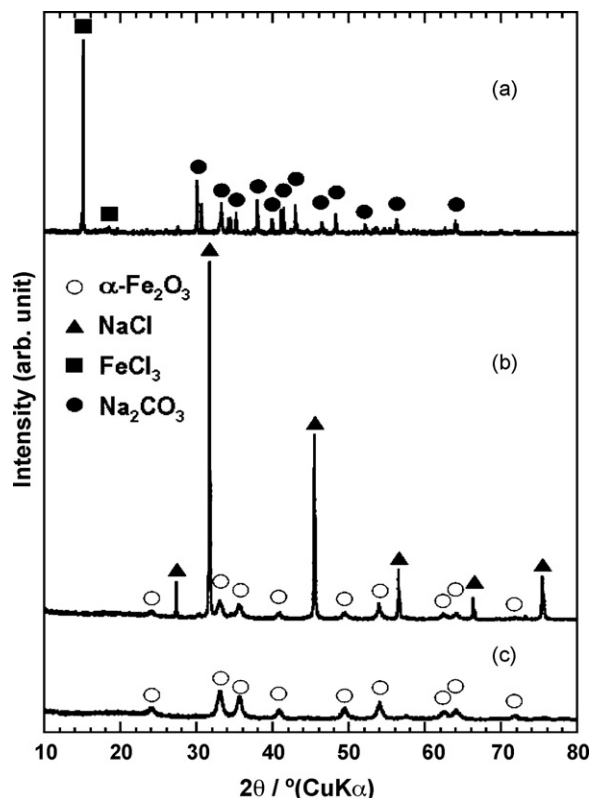 (a)
α-Fe₂O₃
NaCl
FeCl₃
Na₂CO₃
(b)
(c)
Intensity (arb. unit)
10 20 30 40 50 60 70 80
2θ / º(CuKα)